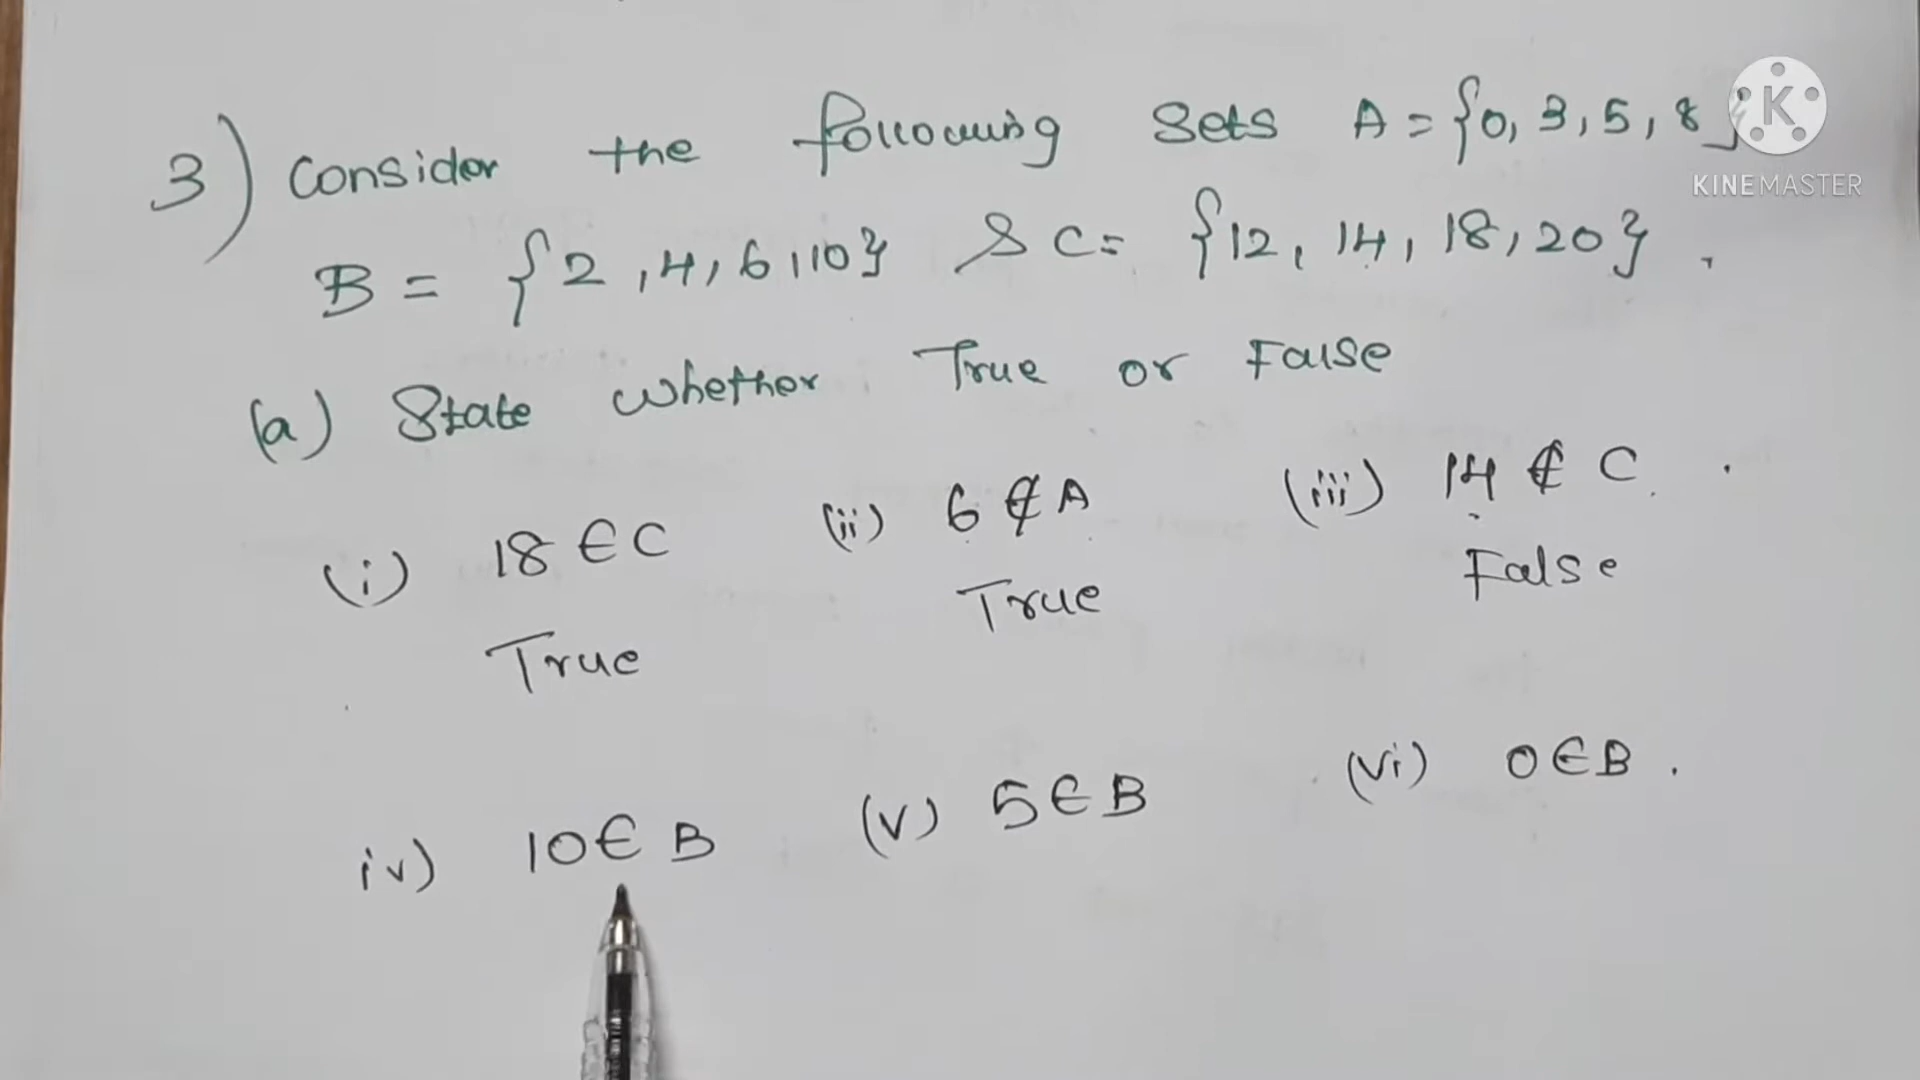 3) Consider the following sets A = {0, 3, 5, 8}
KINEMASTER
B = {2, 4, 6, 10} & C = {12, 14, 18, 20}.
(a) State whether True or False
(i) 18 ∈ C (ii) 6 ∉ A (iii) 14 ∉ C.
True True False
iv) 10 ∈ B (v) 5 ∈ B (vi) 0 ∈ B.